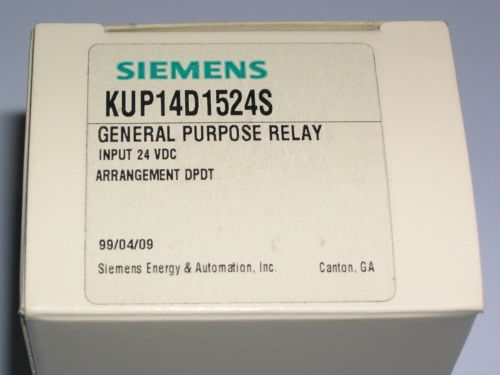 SIEMENS
KUP14D1524S
GENERAL PURPOSE RELAY
INPUT 24 VDC
ARRANGEMENT DPDT
99/04/09
Siemens Energy & Automation, Inc. Canton, GA